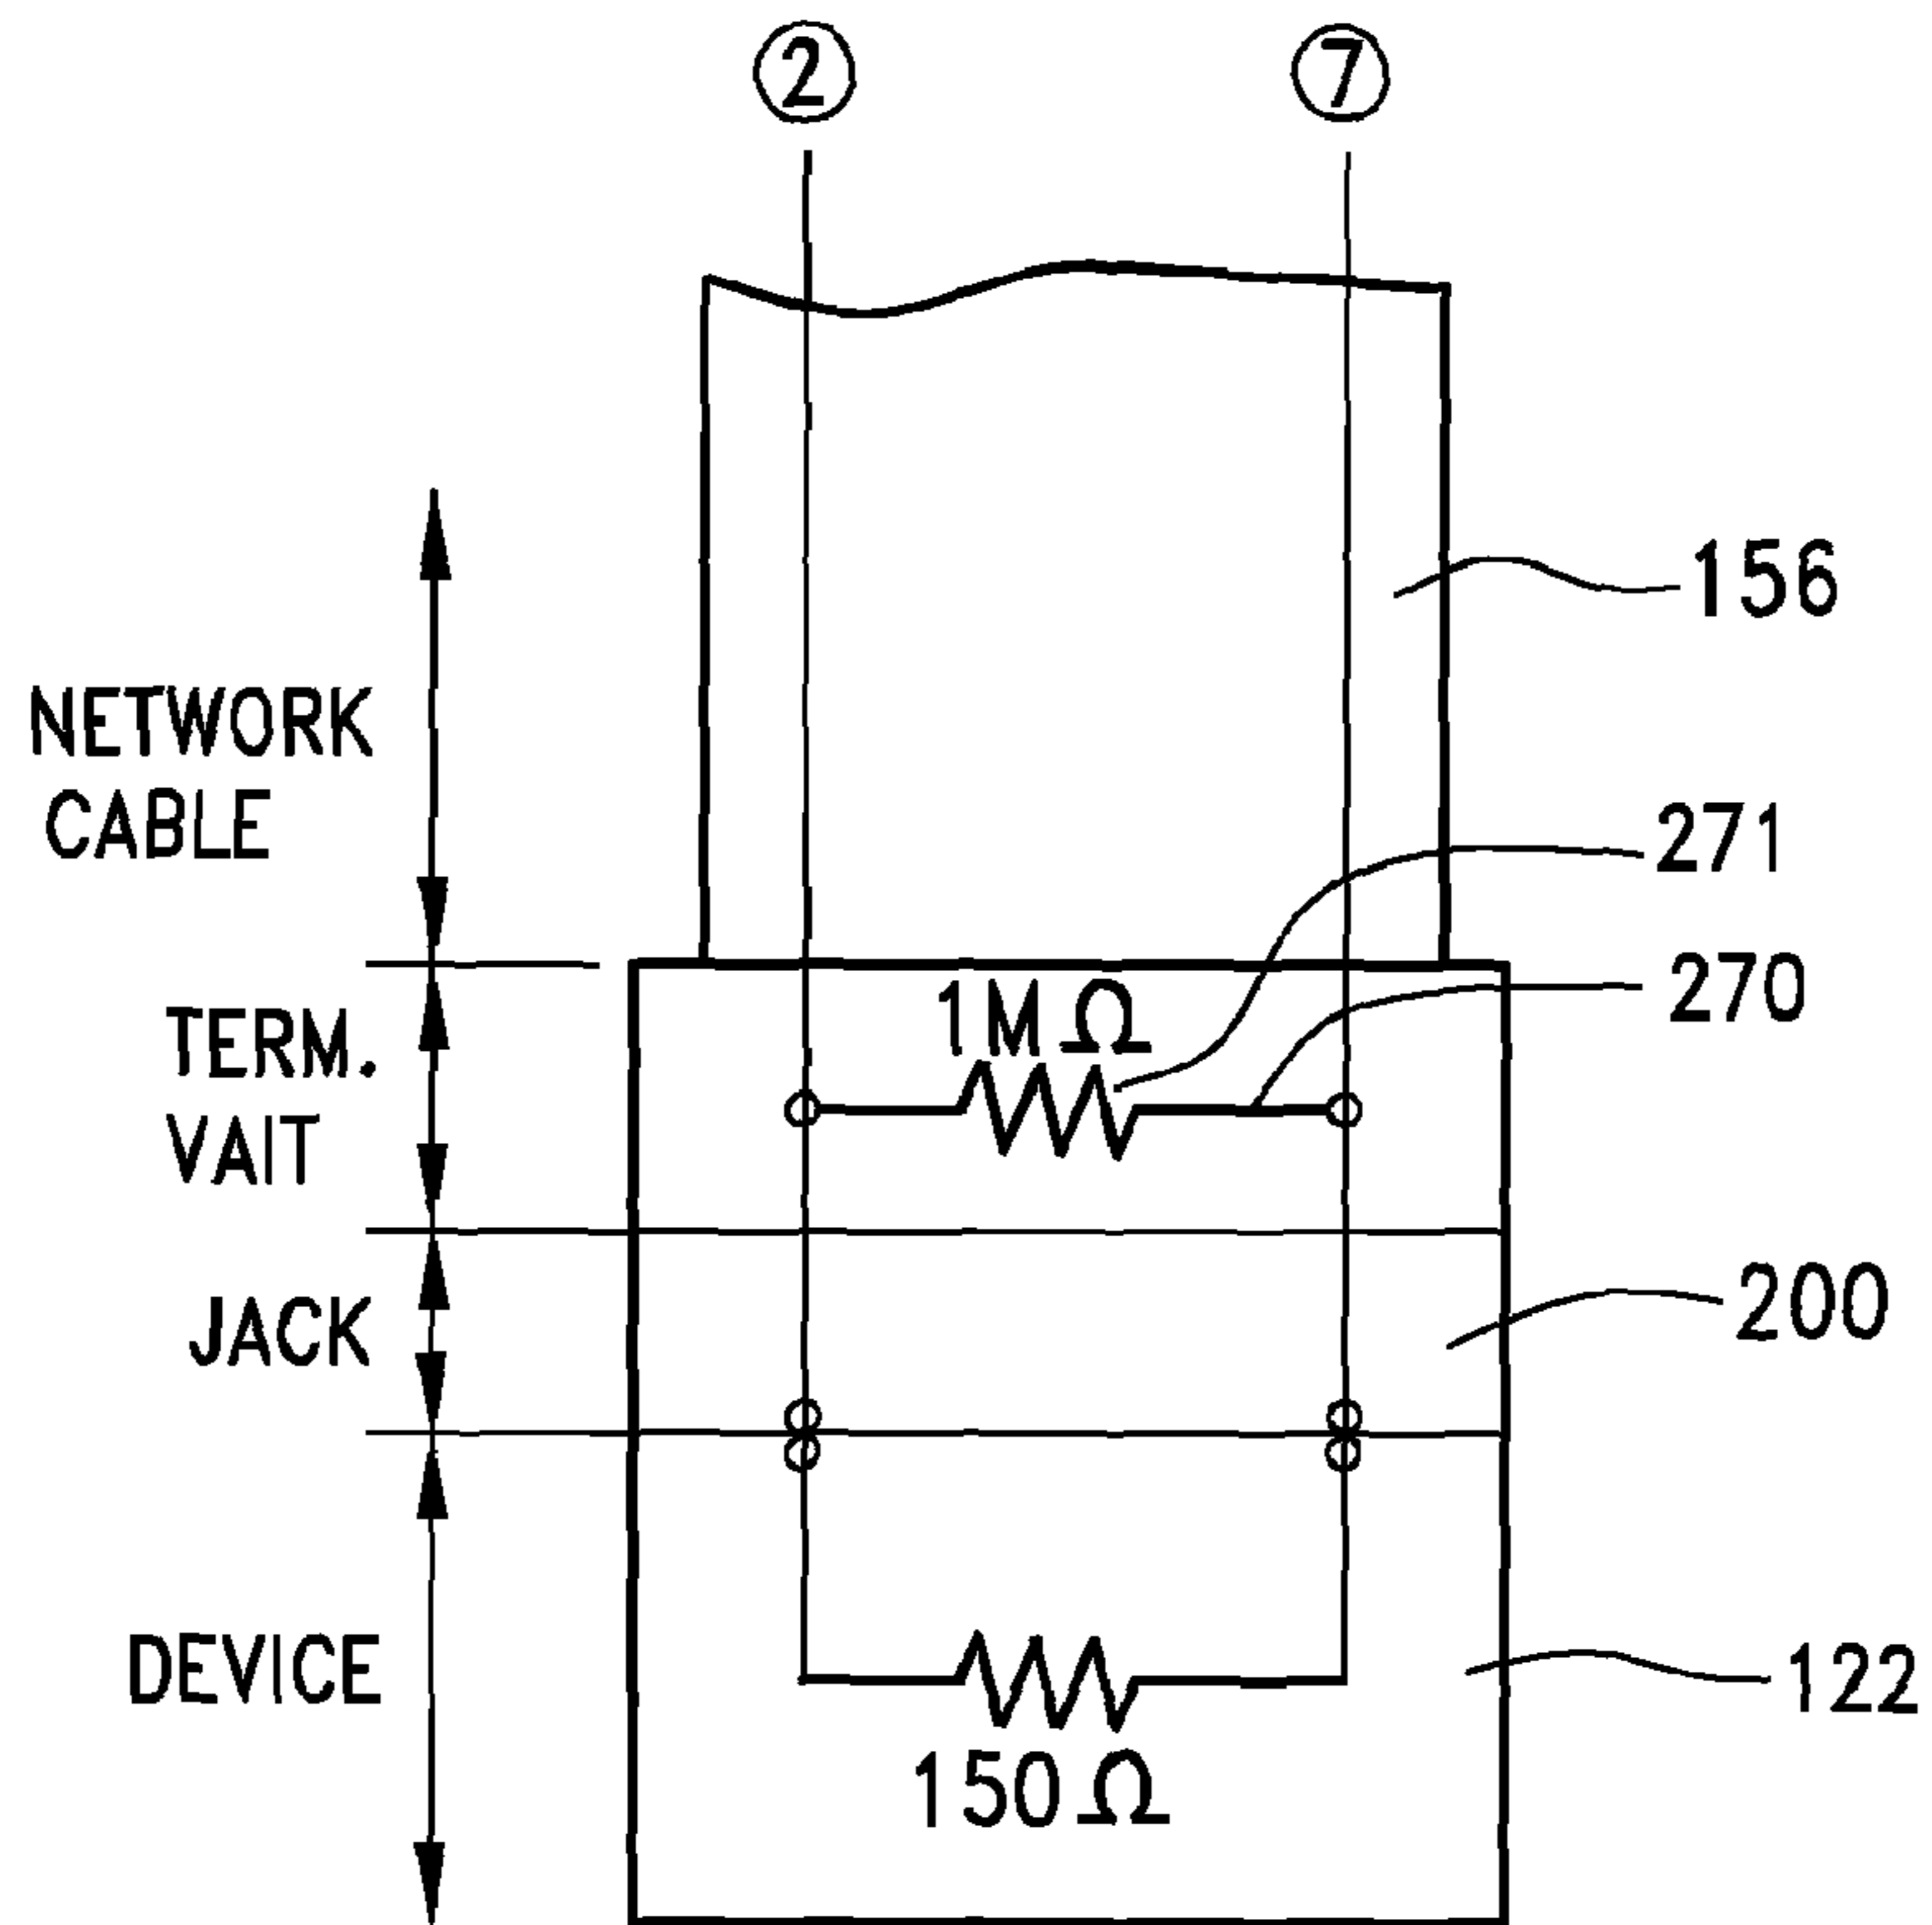 ② ⑦
156
NETWORK
CABLE
271
270
1MΩ
TERM.
VAIT
200
JACK
DEVICE
122
150Ω